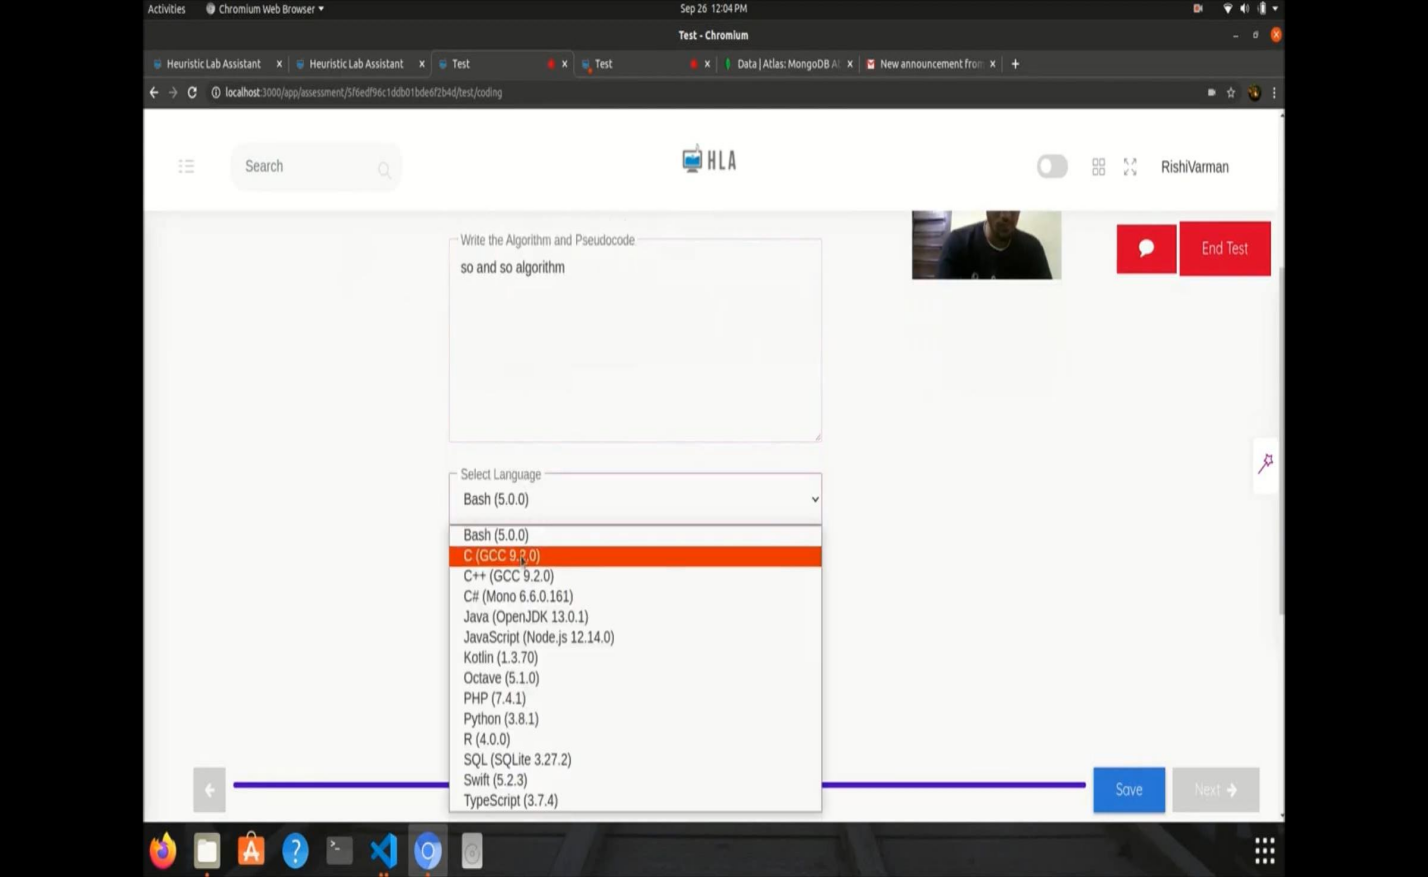 Activities
Chromium Web Browser
Sep 26 12:04 PM
Test - Chromium
Heuristic Lab Assistant
Heuristic Lab Assistant
Test
Test
Data | Atlas: MongoDB A
New announcement from
localhost:3000/app/assessment/5f6edf96c1ddb01bde6f2b4d/test/coding
Search
HLA
RishiVarman
End Test
Write the Algorithm and Pseudocode
so and so algorithm
Select Language
Bash (5.0.0)
Bash (5.0.0)
C (GCC 9.2.0)
C++ (GCC 9.2.0)
C# (Mono 6.6.0.161)
Java (OpenJDK 13.0.1)
JavaScript (Node.js 12.14.0)
Kotlin (1.3.70)
Octave (5.1.0)
PHP (7.4.1)
Python (3.8.1)
R (4.0.0)
SQL (SQLite 3.27.2)
Swift (5.2.3)
TypeScript (3.7.4)
Save
Next